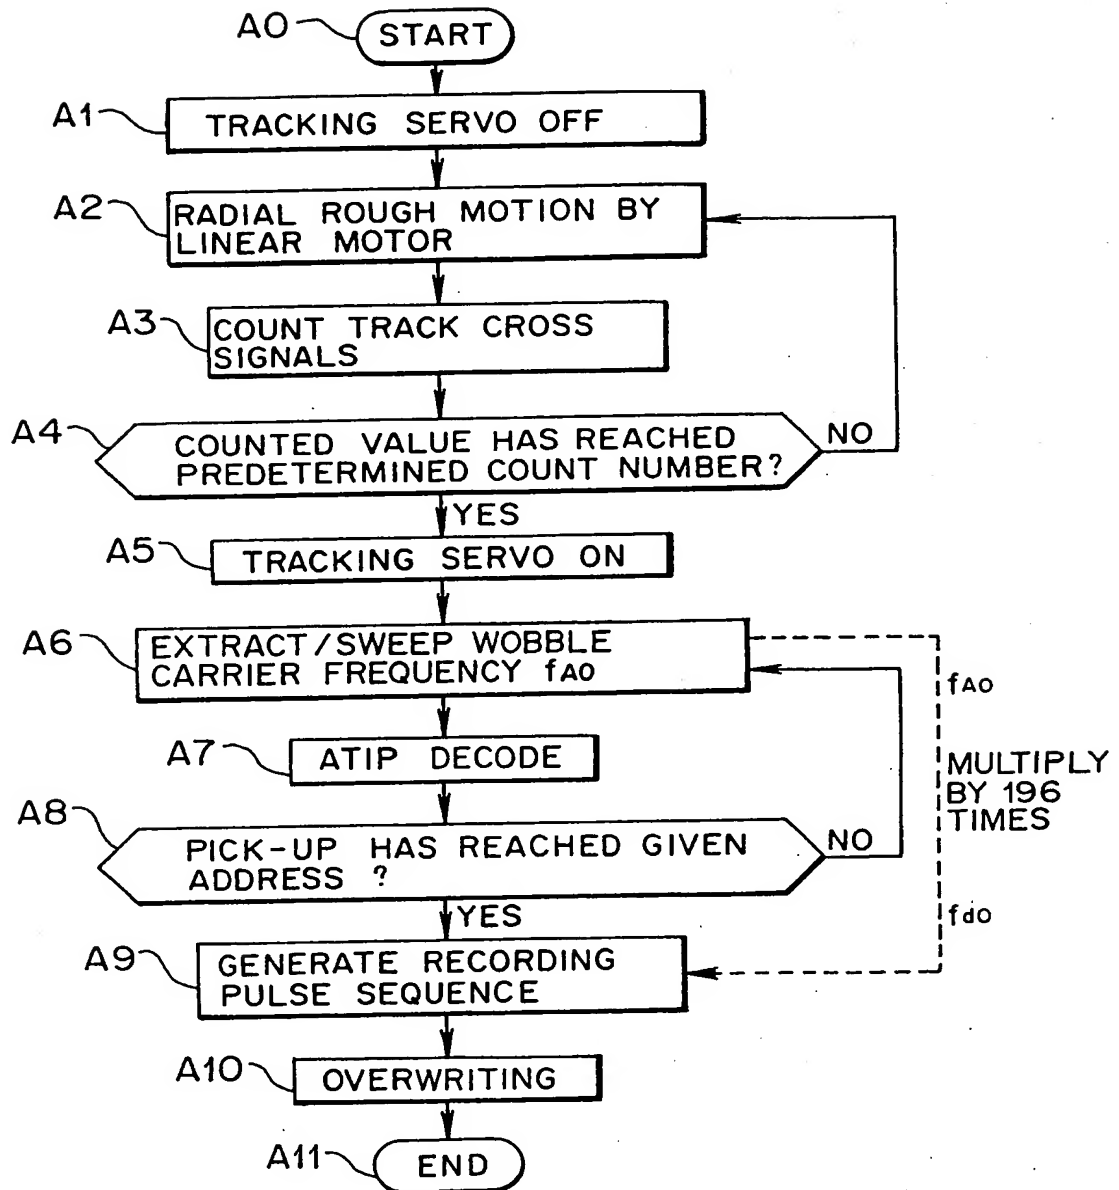 A0
START
A1
TRACKING SERVO OFF
A2
RADIAL ROUGH MOTION BY
LINEAR MOTOR
A3
COUNT TRACK CROSS
SIGNALS
A4
COUNTED VALUE HAS REACHED
PREDETERMINED COUNT NUMBER?
NO
YES
A5
TRACKING SERVO ON
A6
EXTRACT/SWEEP WOBBLE
CARRIER FREQUENCY fA0
fA0
A7
ATIP DECODE
MULTIPLY
BY 196
TIMES
A8
PICK-UP HAS REACHED GIVEN
ADDRESS ?
NO
YES
fd0
A9
GENERATE RECORDING
PULSE SEQUENCE
A10
OVERWRITING
A11
END